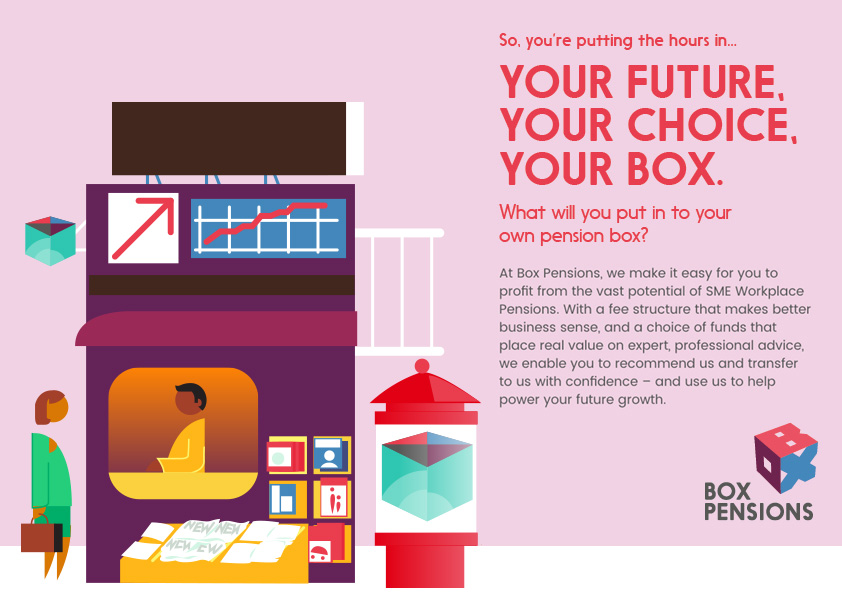 So, you're putting the hours in...
YOUR FUTURE,
YOUR CHOICE,
YOUR BOX.
What will you put in to your
own pension box?
At Box Pensions, we make it easy for you to
profit from the vast potential of SME Workplace
Pensions. With a fee structure that makes better
business sense, and a choice of funds that
place real value on expert, professional advice,
we enable you to recommend us and transfer
to us with confidence – and use us to help
power your future growth.
BOX
PENSIONS
NEW NEW
NEW